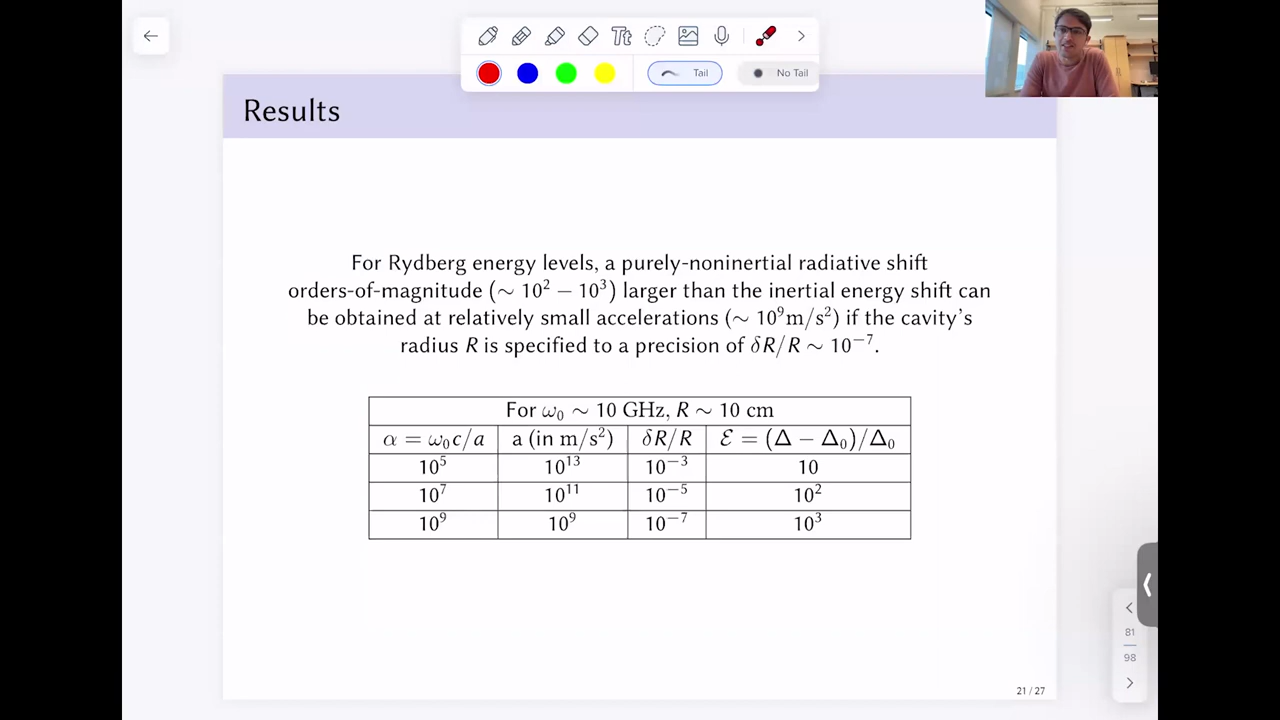 Tt
Tail
No Tail
Results
For Rydberg energy levels, a purely-noninertial radiative shift
orders-of-magnitude (∼ 10² − 10³) larger than the inertial energy shift can
be obtained at relatively small accelerations (∼ 10⁹m/s²) if the cavity's
radius R is specified to a precision of δR/R ∼ 10⁻⁷.
For ω₀ ∼ 10 GHz, R ∼ 10 cm
α = ω₀c/a a (in m/s²) δR/R ℰ = (Δ − Δ₀)/Δ₀
10⁵ 10¹³ 10⁻³ 10
10⁷ 10¹¹ 10⁻⁵ 10²
10⁹ 10⁹ 10⁻⁷ 10³
81
98
21 / 27